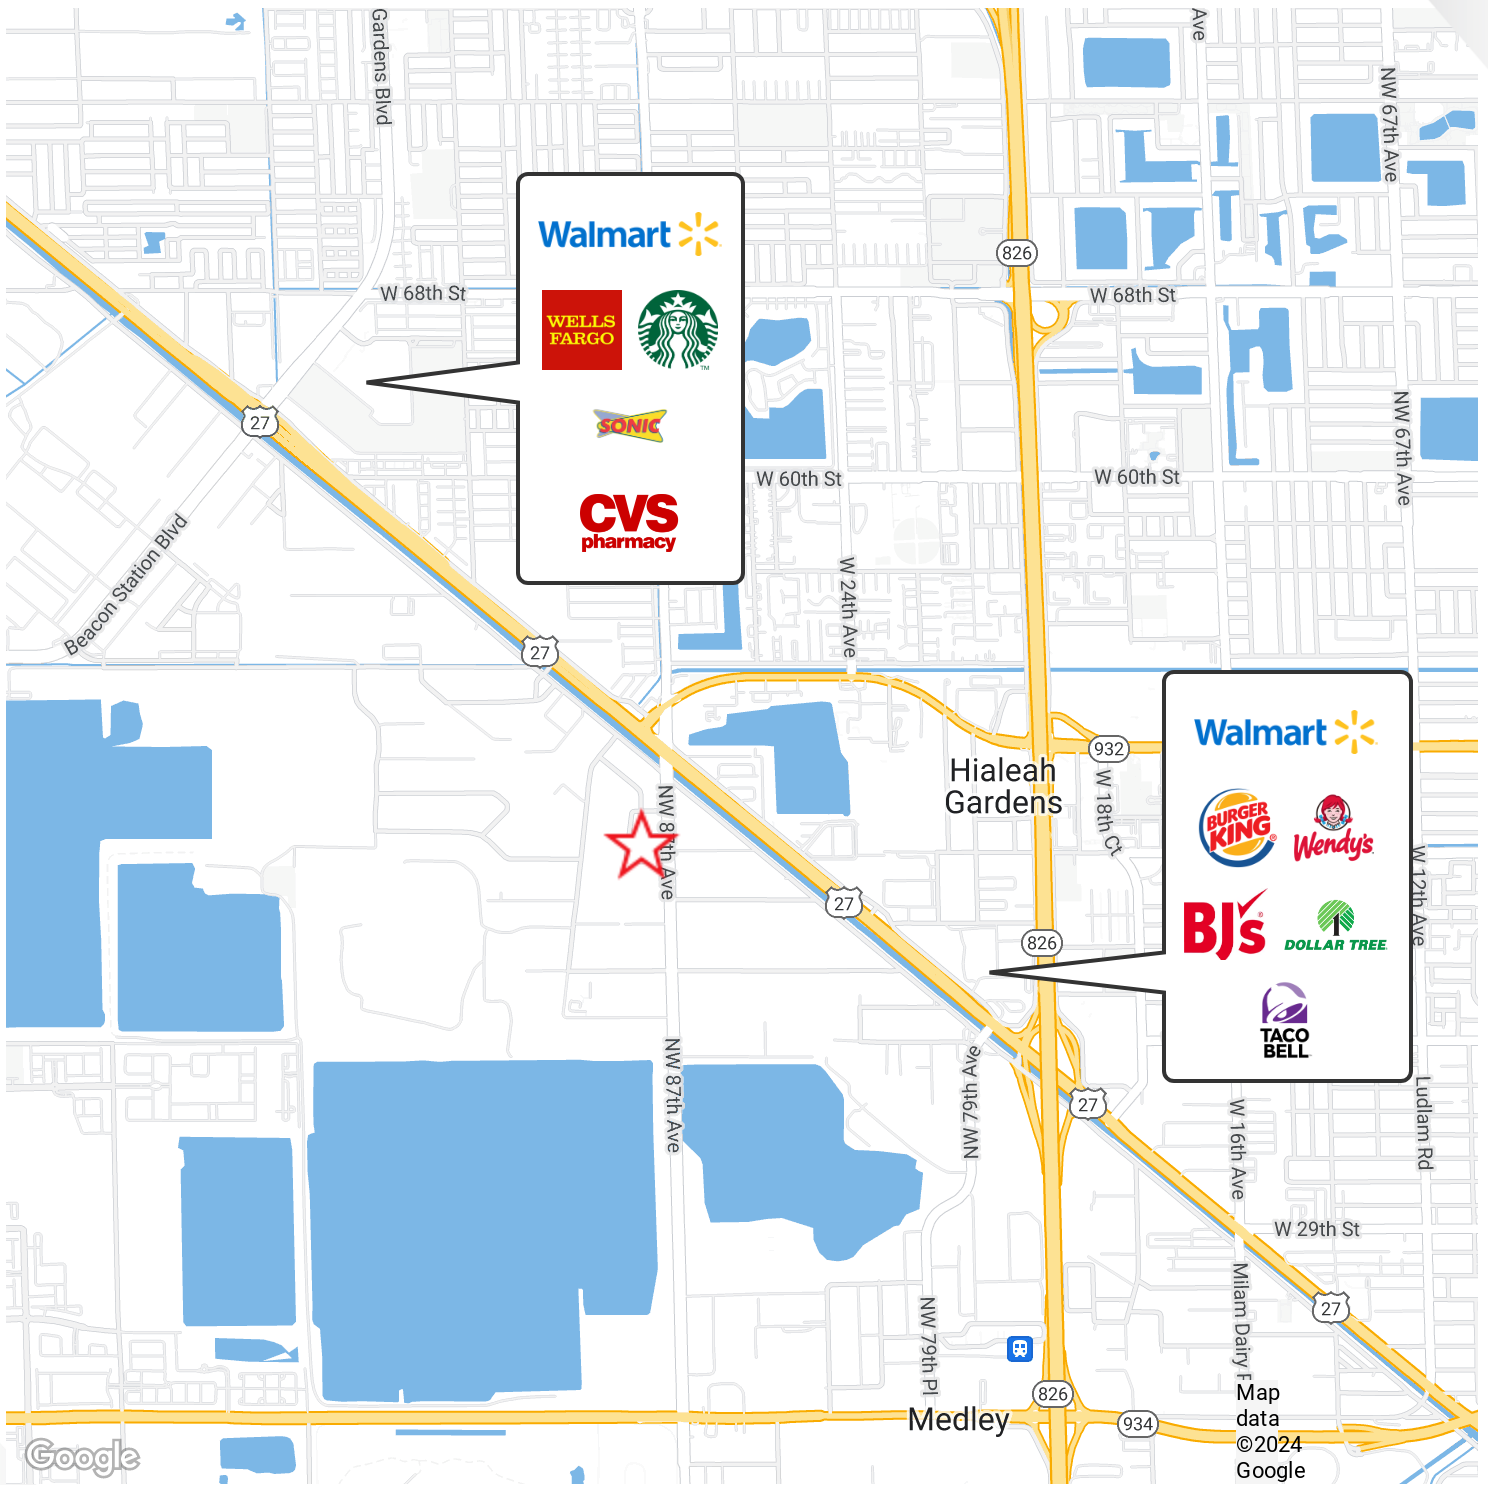 Gardens Blvd
Ave
NW 67th Ave
Walmart
826
W 68th St
W 68th St
WELLS
FARGO
TM
27
SONIC
NW 67th Ave
W 60th St
W 60th St
CVS
pharmacy
Beacon Station Blvd
W 24th Ave
27
Walmart
932
Hialeah
Gardens
W 18th Ct
NW 87th Ave
BURGER
KING
®
Wendy's
W 12th Ave
27
BJ's
®
DOLLAR TREE
826
TACO
BELL
NW 87th Ave
NW 79th Ave
27
Ludlam Rd
W 16th Ave
W 29th St
Milam Dairy
27
NW 79th Pl
826
Medley
934
Map
data
©2024
Google
Google